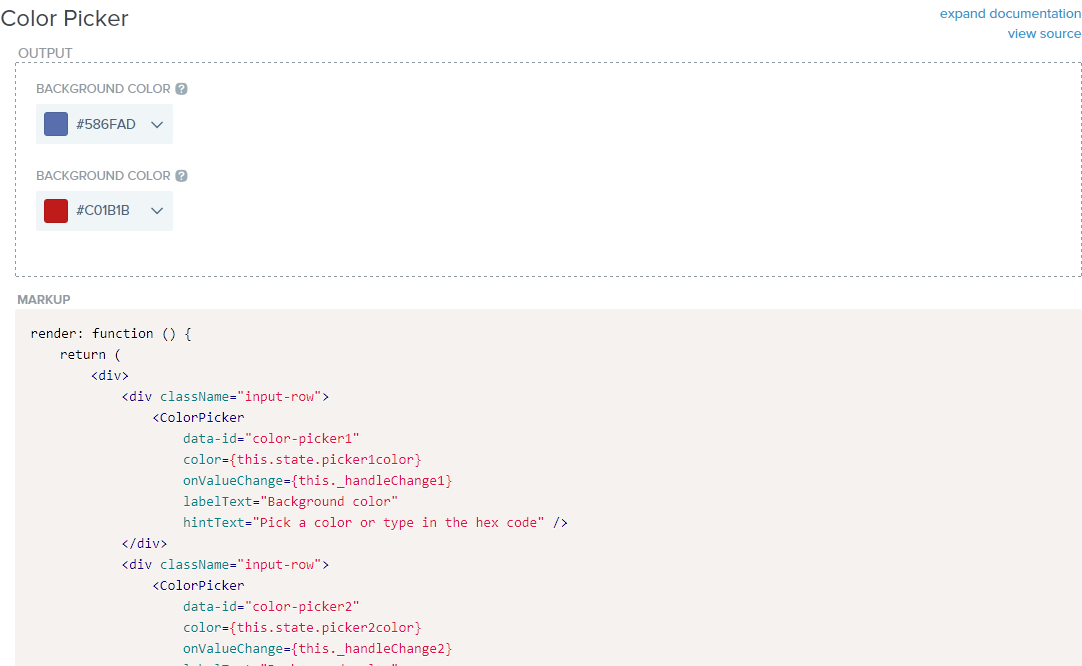 Color Picker
expand documentation
view source
OUTPUT
BACKGROUND COLOR ?
#586FAD
BACKGROUND COLOR ?
#C01B1B
MARKUP
render: function () {
    return (
        <div>
            <div className="input-row">
                <ColorPicker
                    data-id="color-picker1"
                    color={this.state.picker1color}
                    onValueChange={this._handleChange1}
                    labelText="Background color"
                    hintText="Pick a color or type in the hex code" />
            </div>
            <div className="input-row">
                <ColorPicker
                    data-id="color-picker2"
                    color={this.state.picker2color}
                    onValueChange={this._handleChange2}